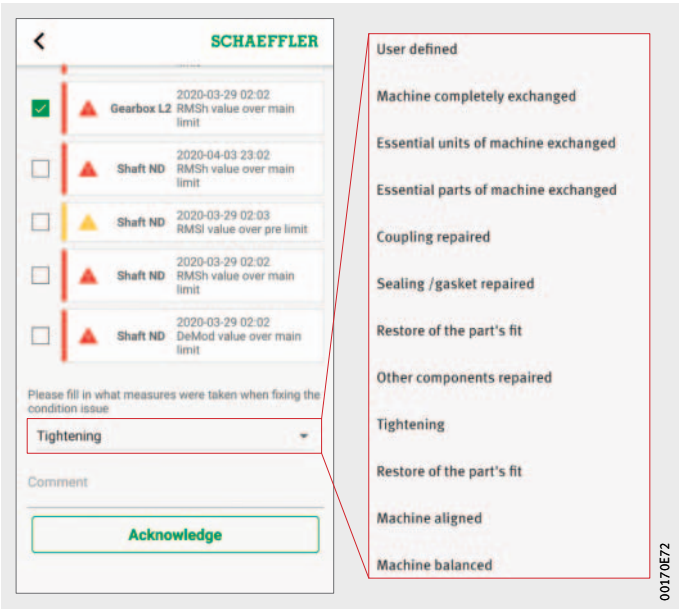 SCHAEFFLER
2020-03-29 02:02
Gearbox L2 RMSh value over main
limit
2020-04-03 23:02
Shaft ND RMSh value over main
limit
2020-03-29 02:03
Shaft ND RMSI value over pre limit
2020-03-29 02:02
Shaft ND RMSh value over main
limit
2020-03-29 02:02
Shaft ND DeMod value over main
limit
Please fill in what measures were taken when fixing the
condition issue
Tightening
Comment
Acknowledge
User defined
Machine completely exchanged
Essential units of machine exchanged
Essential parts of machine exchanged
Coupling repaired
Sealing /gasket repaired
Restore of the part's fit
Other components repaired
Tightening
Restore of the part's fit
Machine aligned
Machine balanced
00170E72